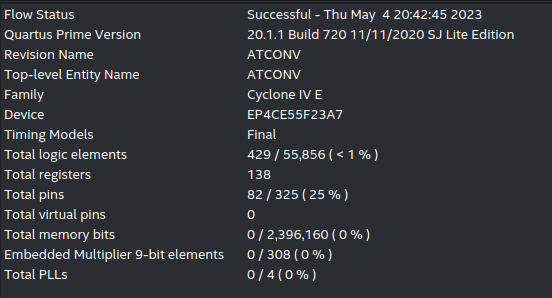 Flow Status Successful - Thu May 4 20:42:45 2023
Quartus Prime Version 20.1.1 Build 720 11/11/2020 SJ Lite Edition
Revision Name ATCONV
Top-level Entity Name ATCONV
Family Cyclone IV E
Device EP4CE55F23A7
Timing Models Final
Total logic elements 429 / 55,856 ( < 1 % )
Total registers 138
Total pins 82 / 325 ( 25 % )
Total virtual pins 0
Total memory bits 0 / 2,396,160 ( 0 % )
Embedded Multiplier 9-bit elements 0 / 308 ( 0 % )
Total PLLs 0 / 4 ( 0 % )